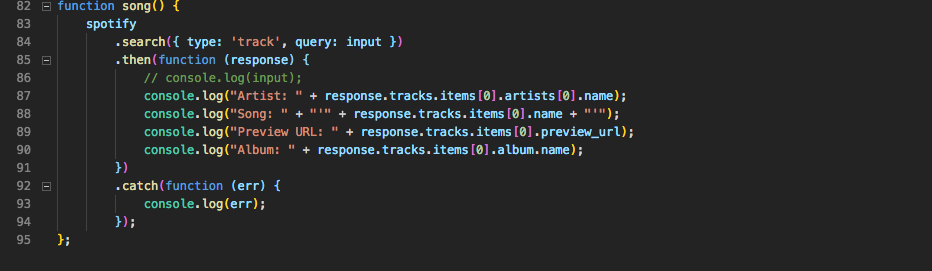 82 function song() {
83     spotify
84         .search({ type: 'track', query: input })
85         .then(function (response) {
86             // console.log(input);
87             console.log("Artist: " + response.tracks.items[0].artists[0].name);
88             console.log("Song: " + "'" + response.tracks.items[0].name + "'");
89             console.log("Preview URL: " + response.tracks.items[0].preview_url);
90             console.log("Album: " + response.tracks.items[0].album.name);
91         })
92         .catch(function (err) {
93             console.log(err);
94         });
95 };